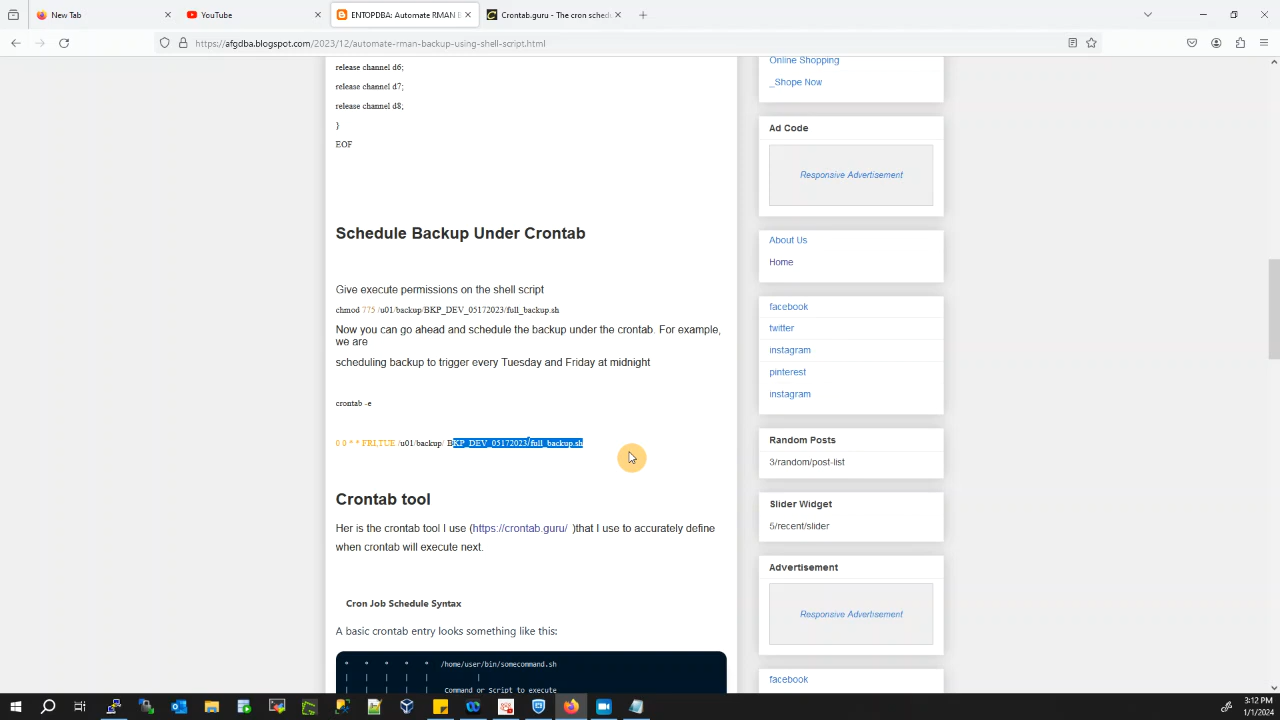 New Tab
YouTube
ENTOPDBA: Automate RMAN B
Crontab.guru - The cron sched
https://afgdba.blogspot.com/2023/12/automate-rman-backup-using-shell-script.html
release channel d6;
release channel d7;
release channel d8;
}
EOF
Schedule Backup Under Crontab
Give execute permissions on the shell script
chmod 775 /u01/backup/BKP_DEV_05172023/full_backup.sh
Now you can go ahead and schedule the backup under the crontab. For example,
we are
scheduling backup to trigger every Tuesday and Friday at midnight
crontab -e
0 0 * * FRI,TUE /u01/backup/ BKP_DEV_05172023/full_backup.sh
Crontab tool
Her is the crontab tool I use (https://crontab.guru/ )that I use to accurately define
when crontab will execute next.
Cron Job Schedule Syntax
A basic crontab entry looks something like this:
* * * * * /home/user/bin/somecommand.sh
| | | | | |
| | | | | Command or Script to execute
Online Shopping
_Shope Now
Ad Code
Responsive Advertisement
About Us
Home
facebook
twitter
instagram
pinterest
instagram
Random Posts
3/random/post-list
Slider Widget
5/recent/slider
Advertisement
Responsive Advertisement
facebook
3:12 PM
1/1/2024